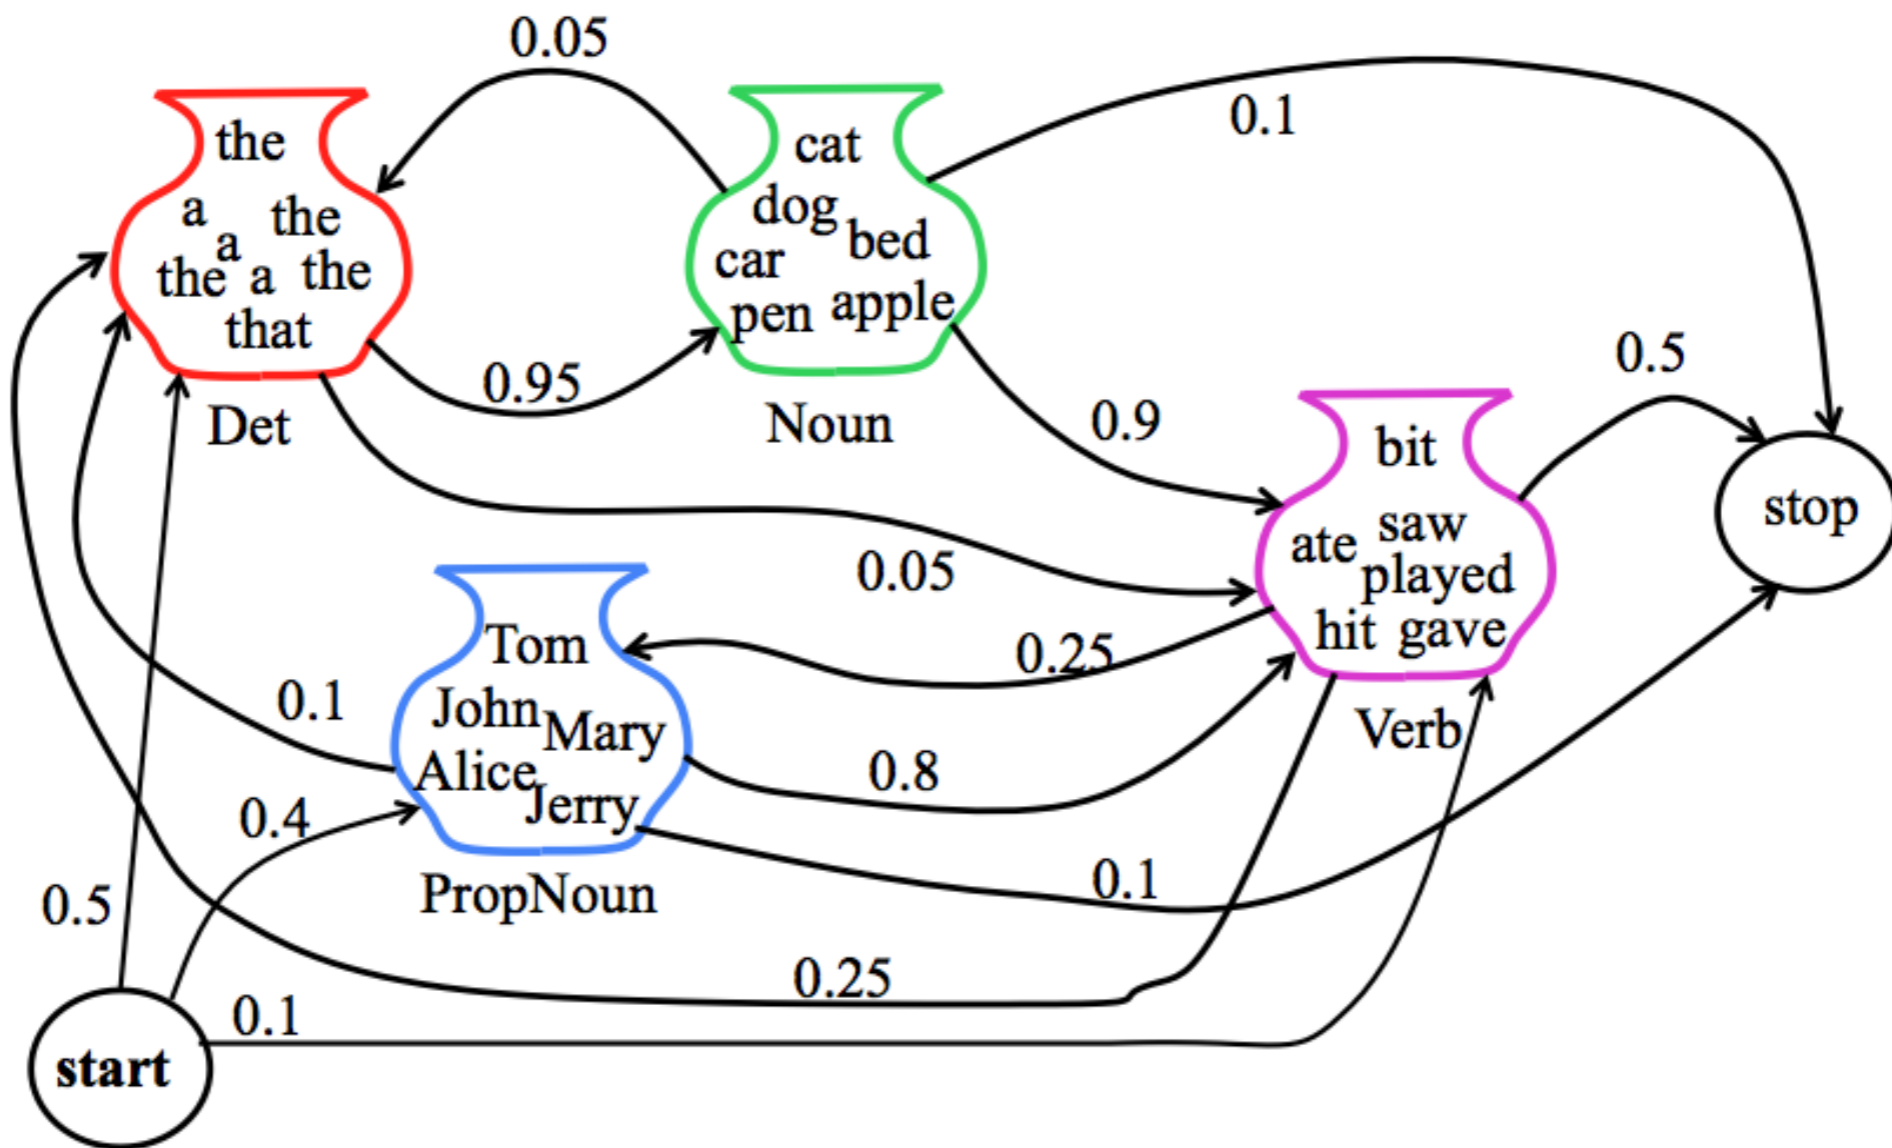 0.05
0.1
the
a the
a
the a the
that
Det
cat
dog
bed
car
pen apple
Noun
0.95
0.9
0.5
bit
saw
ate
played
hit gave
Verb
stop
0.05
0.25
Tom
John
Mary
Alice
Jerry
PropNoun
0.1
0.8
0.4
0.1
0.5
0.25
0.1
start